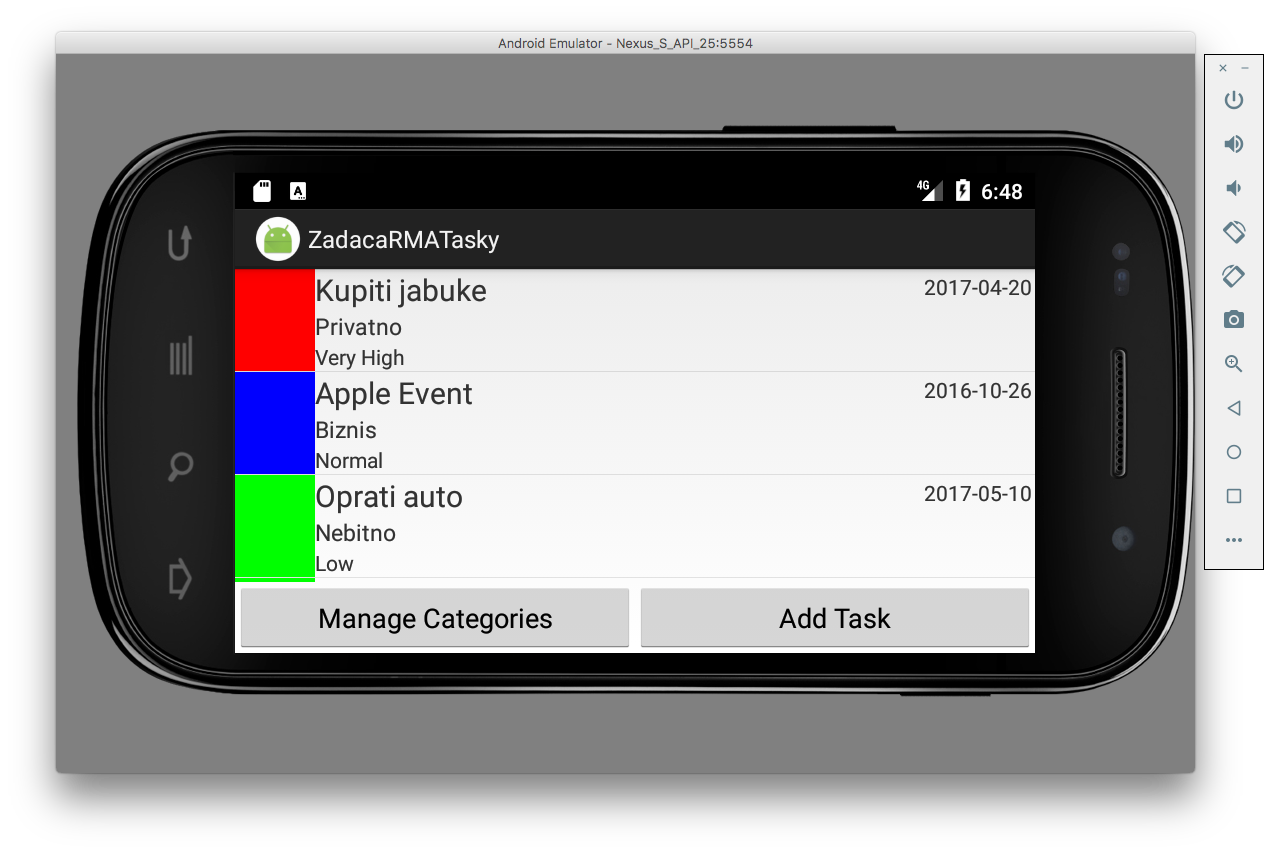 Android Emulator - Nexus_S_API_25:5554
A
4G
6:48
ZadacaRMATasky
Kupiti jabuke
2017-04-20
Privatno
Very High
Apple Event
2016-10-26
Biznis
Normal
Oprati auto
2017-05-10
Nebitno
Low
Manage Categories
Add Task